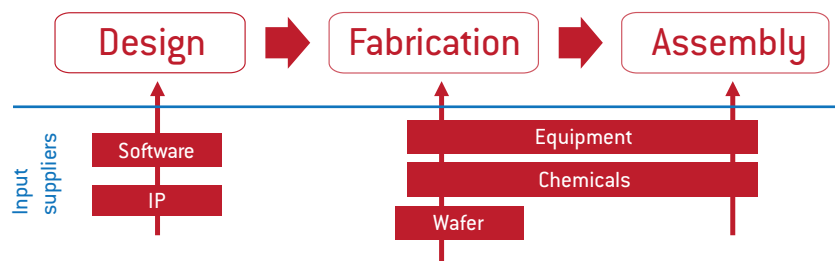 Design
Fabrication
Assembly
Input
suppliers
Software
IP
Equipment
Chemicals
Wafer